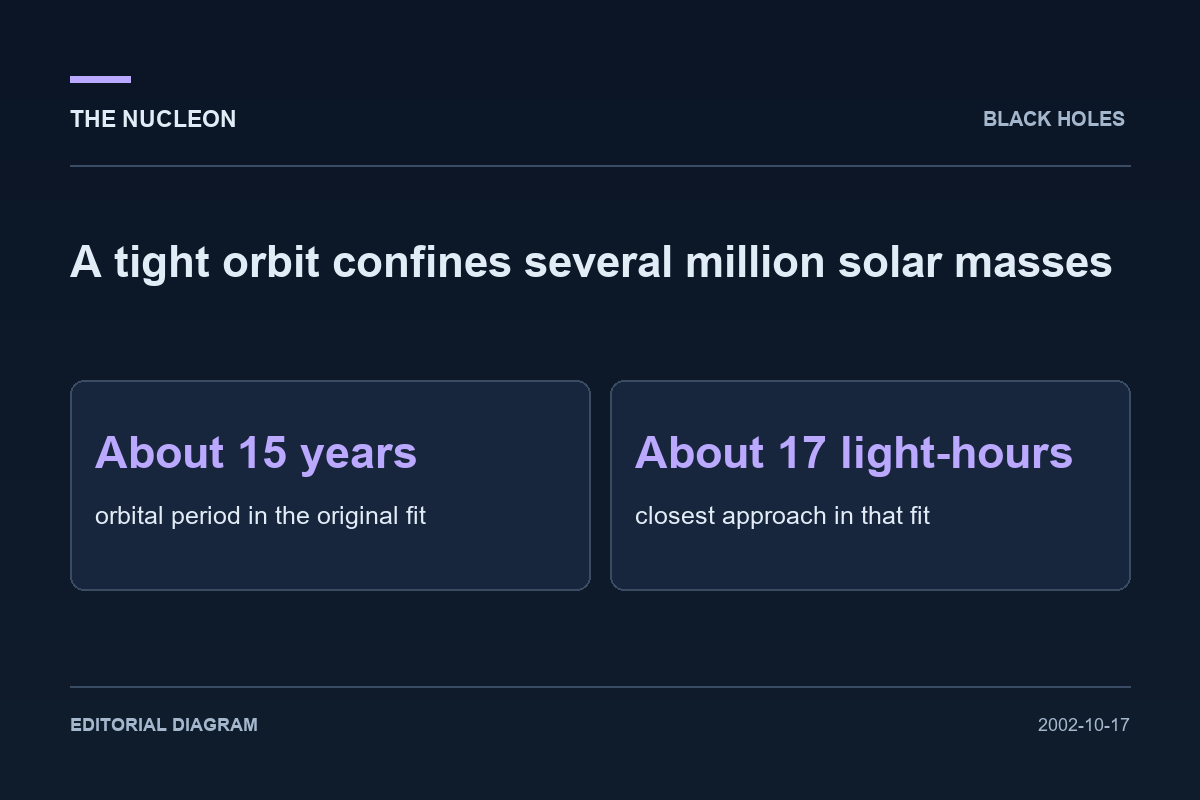 THE NUCLEON
BLACK HOLES
A tight orbit confines several million solar masses
About 15 years
orbital period in the original fit
About 17 light-hours
closest approach in that fit
EDITORIAL DIAGRAM
2002-10-17